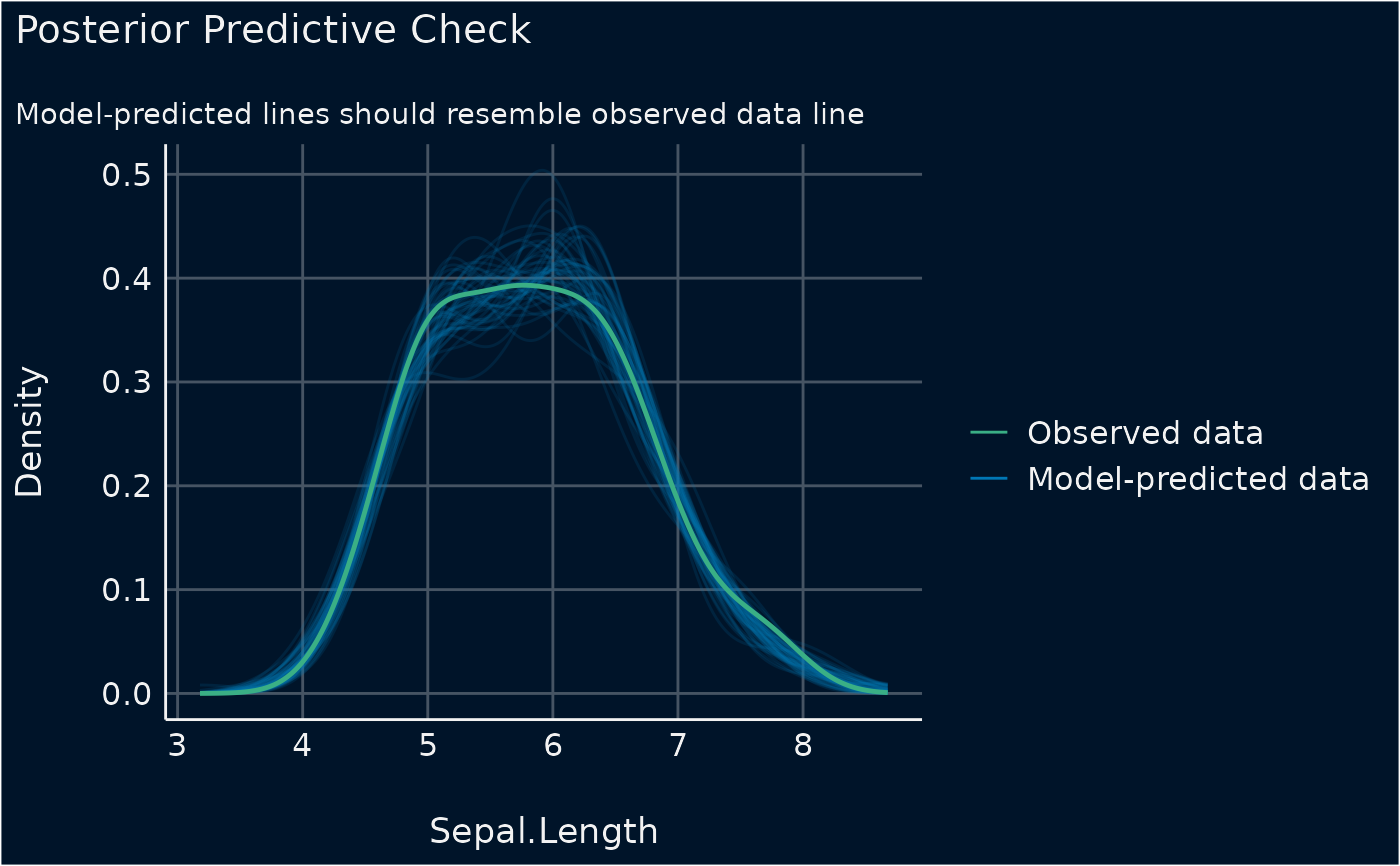 Posterior Predictive Check
Model-predicted lines should resemble observed data line
0.5
0.4
0.3
0.2
0.1
0.0
Density
3 4 5 6 7 8
Sepal.Length
Observed data
Model-predicted data